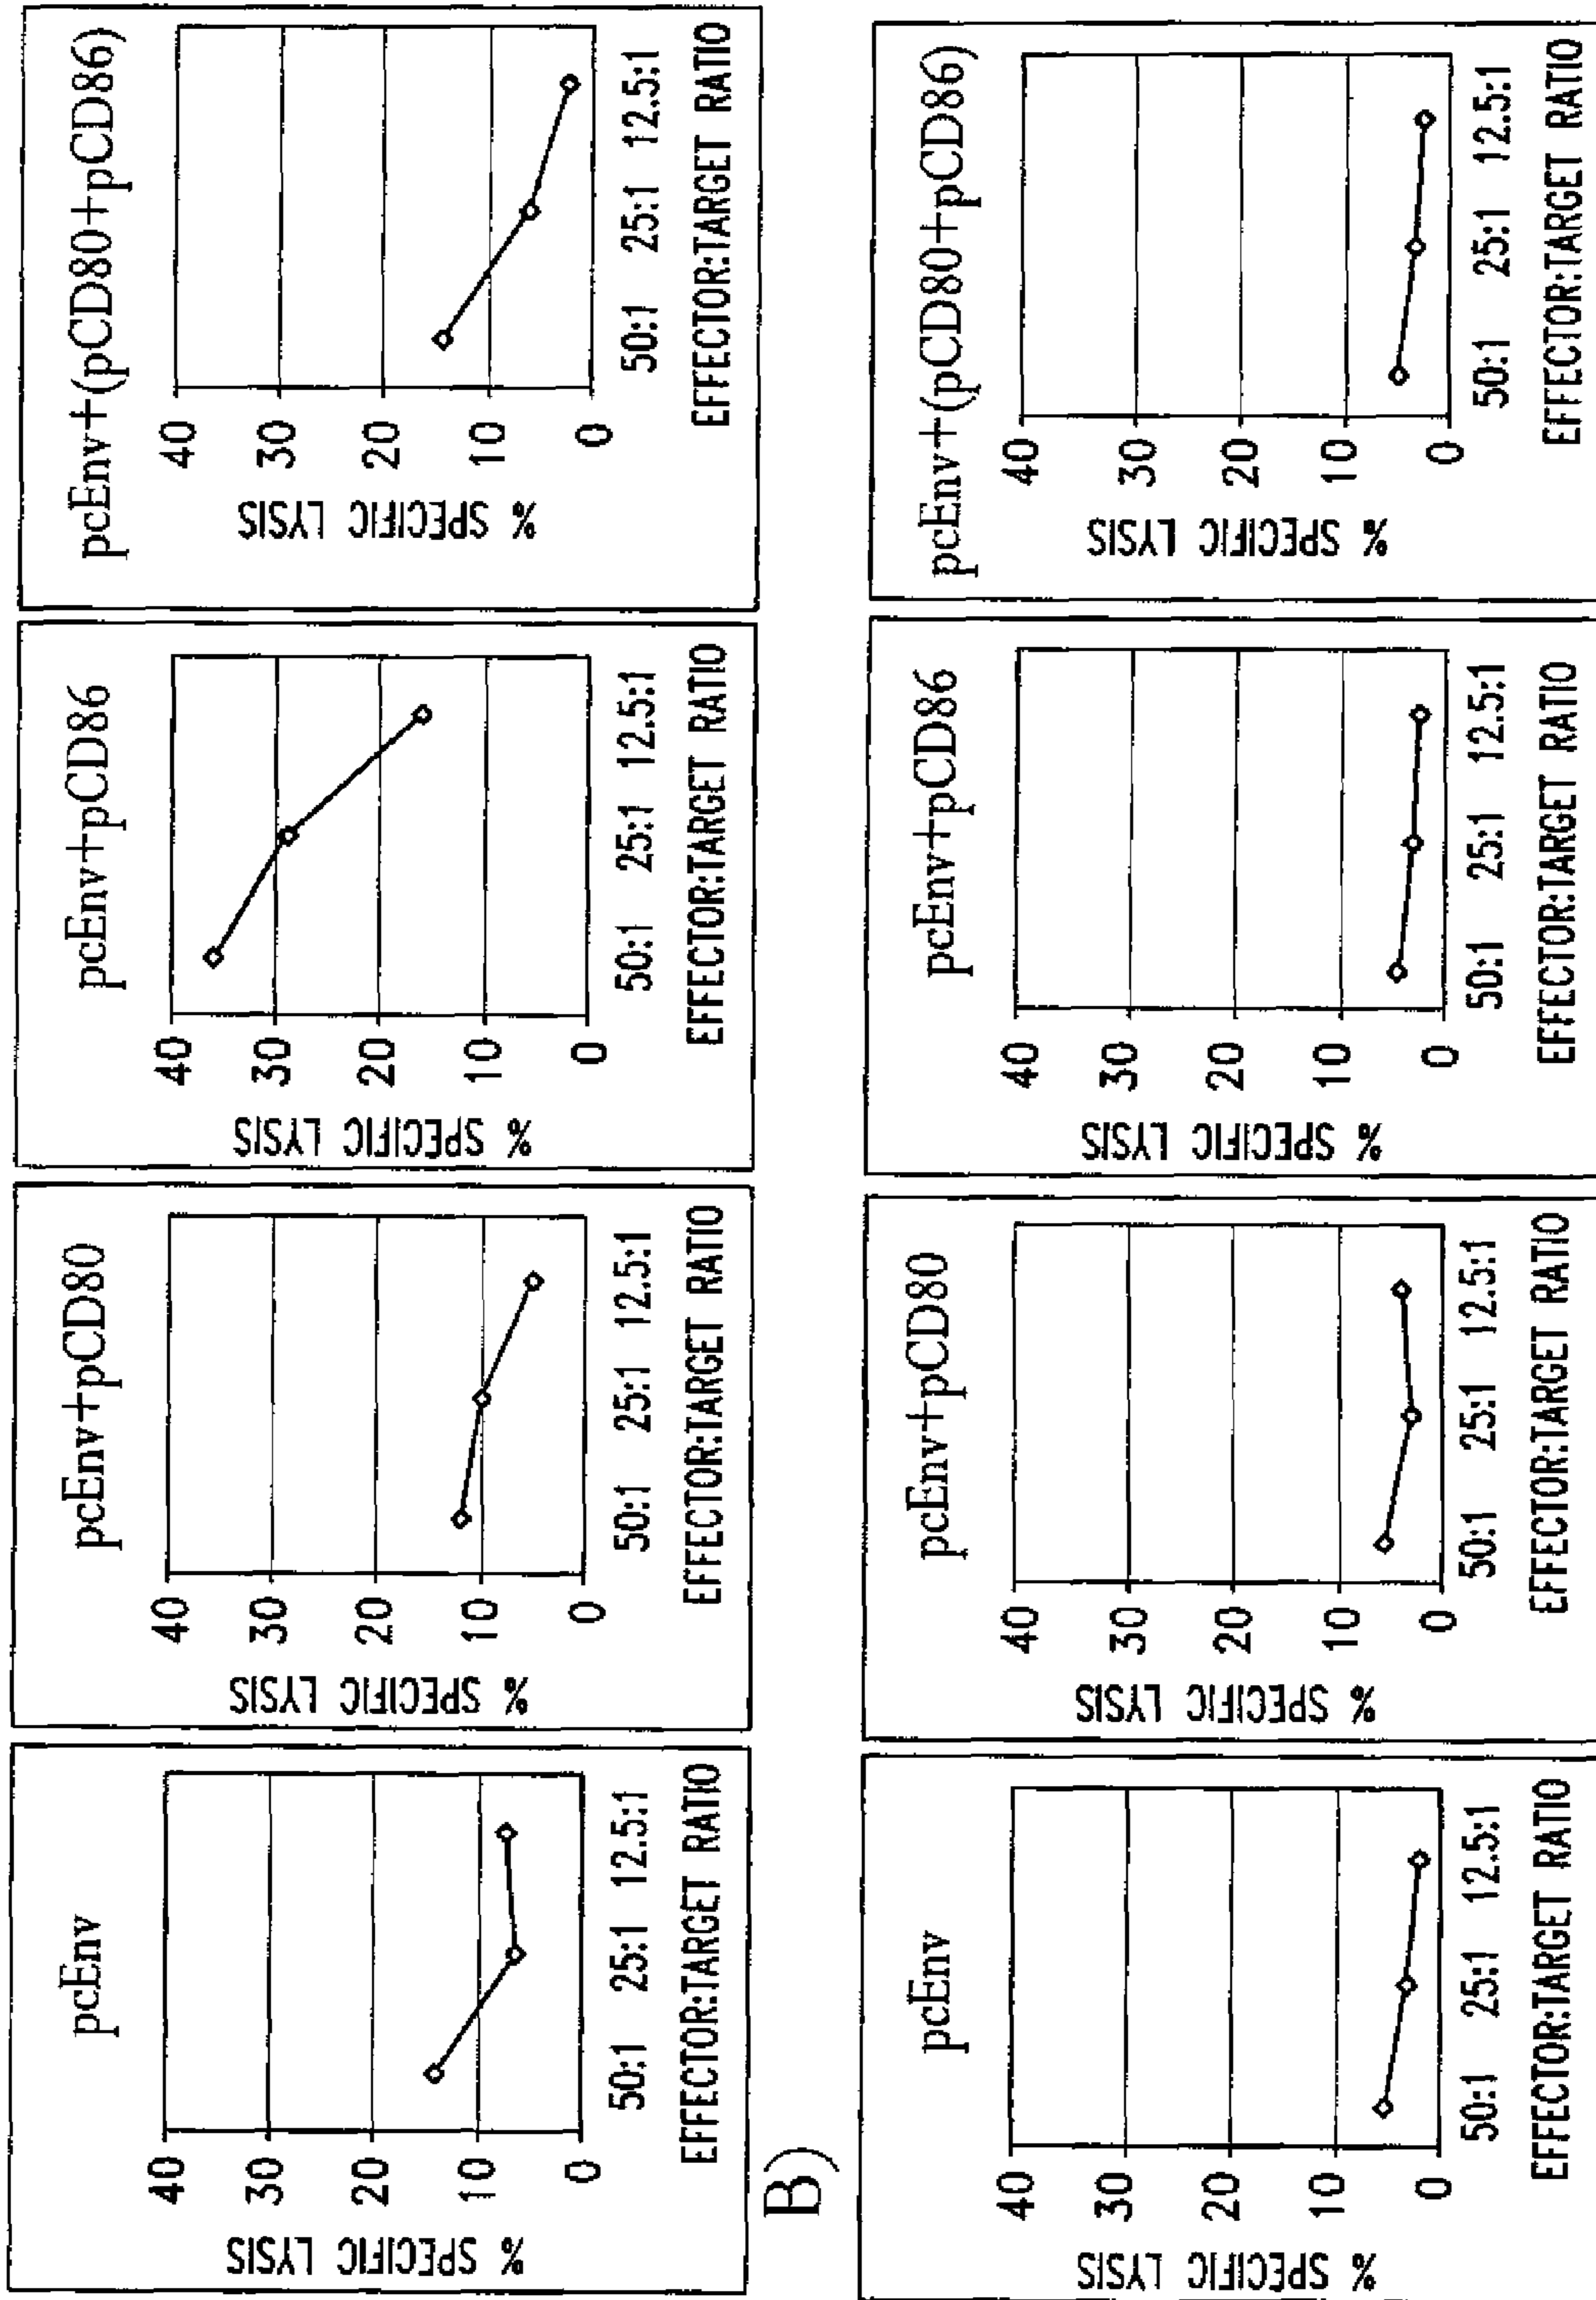 pcEnv
% SPECIFIC LYSIS
40
30
20
10
0
50:1 25:1 12.5:1
EFFECTOR:TARGET RATIO
pcEnv+pCD80
% SPECIFIC LYSIS
40
30
20
10
0
50:1 25:1 12.5:1
EFFECTOR:TARGET RATIO
pcEnv+pCD86
% SPECIFIC LYSIS
40
30
20
10
0
50:1 25:1 12.5:1
EFFECTOR:TARGET RATIO
pcEnv+(pCD80+pCD86)
% SPECIFIC LYSIS
40
30
20
10
0
50:1 25:1 12.5:1
EFFECTOR:TARGET RATIO
B)
pcEnv
% SPECIFIC LYSIS
40
30
20
10
0
50:1 25:1 12.5:1
EFFECTOR:TARGET RATIO
pcEnv+pCD80
% SPECIFIC LYSIS
40
30
20
10
0
50:1 25:1 12.5:1
EFFECTOR:TARGET RATIO
pcEnv+pCD86
% SPECIFIC LYSIS
40
30
20
10
0
50:1 25:1 12.5:1
EFFECTOR:TARGET RATIO
pcEnv+(pCD80+pCD86)
% SPECIFIC LYSIS
40
30
20
10
0
50:1 25:1 12.5:1
EFFECTOR:TARGET RATIO